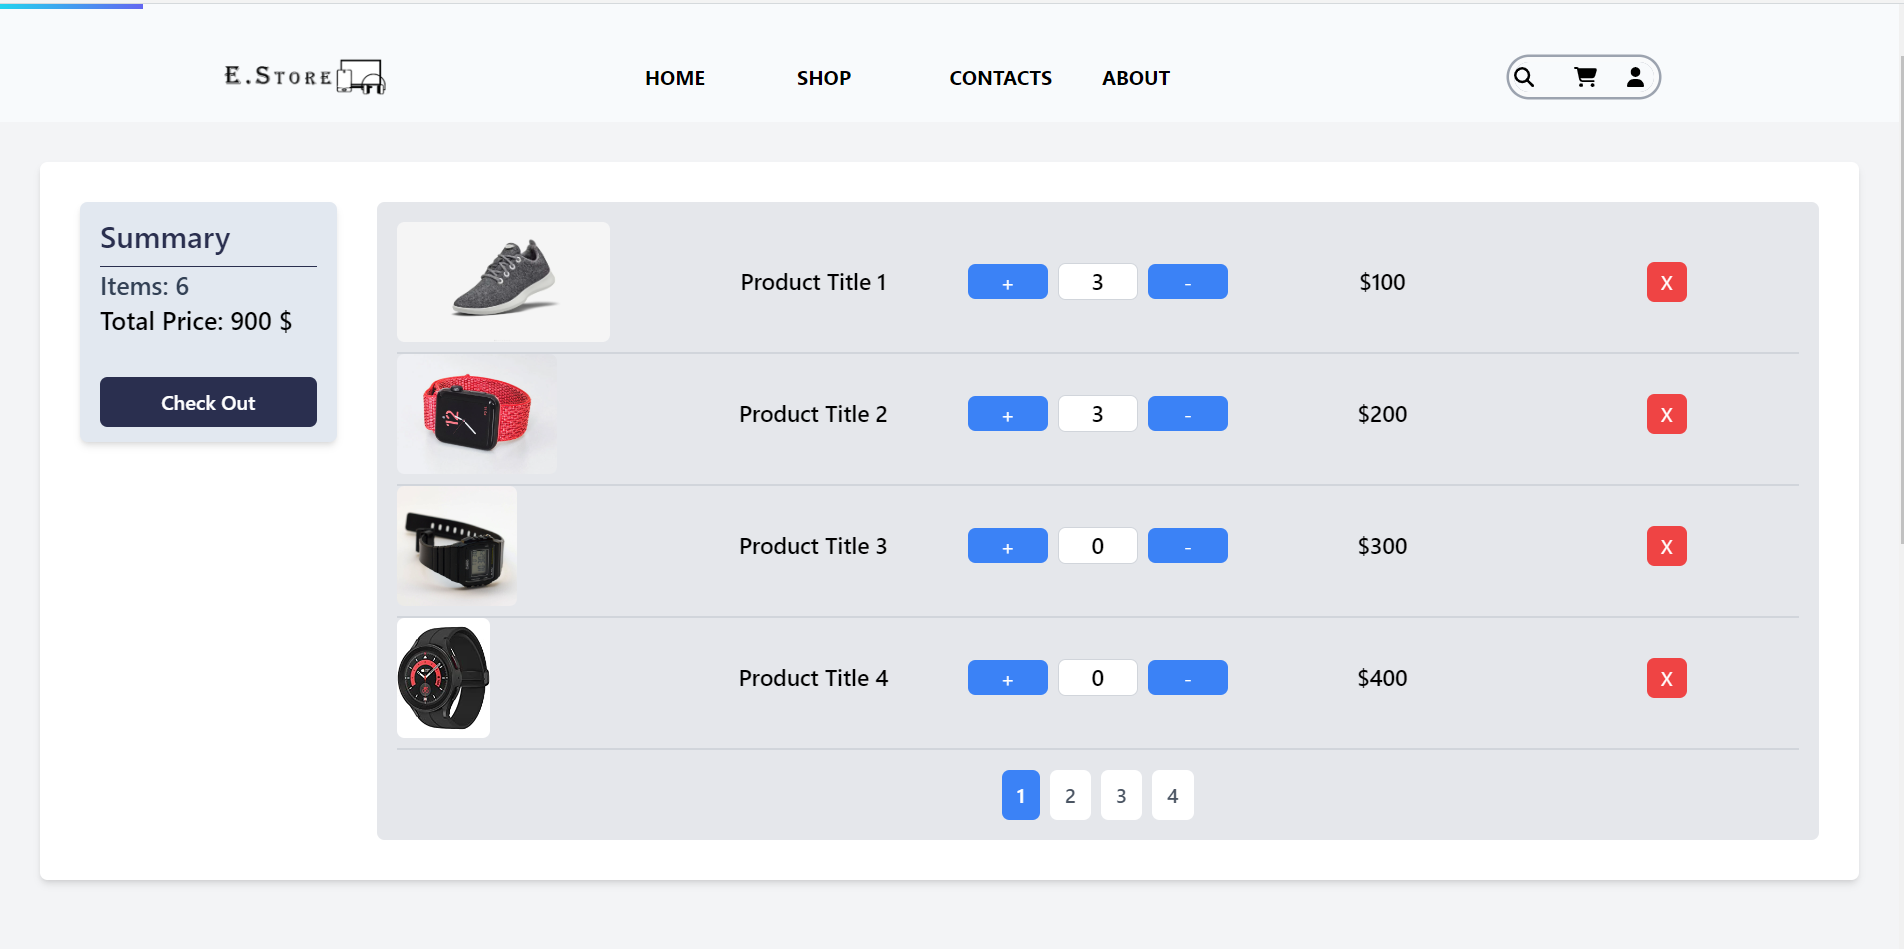 E.STORE
HOME SHOP CONTACTS ABOUT
Summary
Items: 6
Total Price: 900 $
Check Out
Product Title 1 + 3 - $100 X
12
Product Title 2 + 3 - $200 X
Product Title 3 + 0 - $300 X
Product Title 4 + 0 - $400 X
1 2 3 4